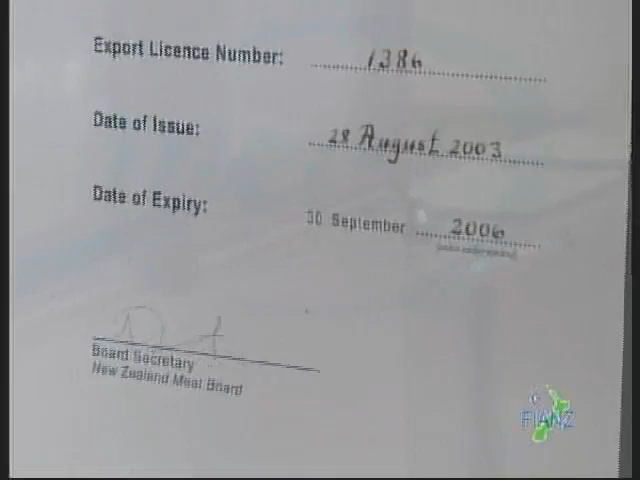 Export Licence Number: 1386
Date of Issue: 28 August 2003
Date of Expiry: 30 September 2006
Board Secretary
New Zealand Meat Board
FIANZ